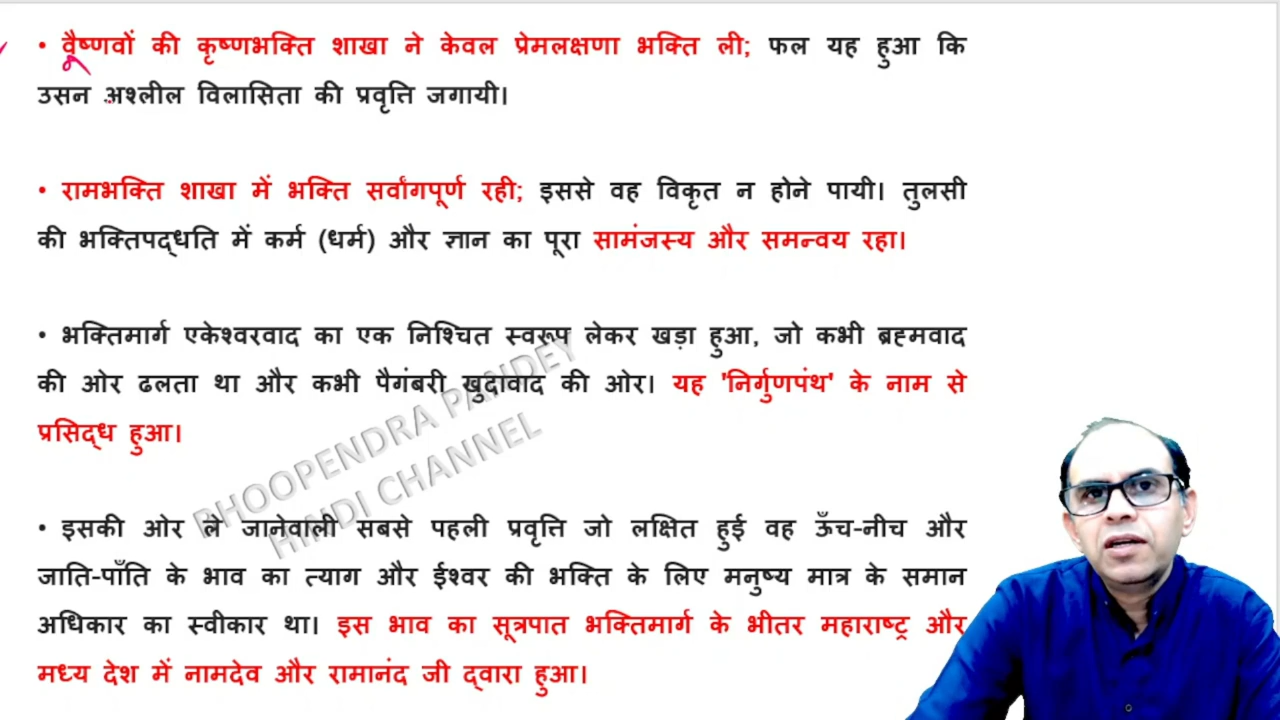 • वैष्णवों की कृष्णभक्ति शाखा ने केवल प्रेमलक्षणा भक्ति ली; फल यह हुआ कि
उसन अश्लील विलासिता की प्रवृत्ति जगायी।
• रामभक्ति शाखा में भक्ति सर्वांगपूर्ण रही; इससे वह विकृत न होने पायी। तुलसी
की भक्तिपद्धति में कर्म (धर्म) और ज्ञान का पूरा सामंजस्य और समन्वय रहा।
• भक्तिमार्ग एकेश्वरवाद का एक निश्चित स्वरूप लेकर खड़ा हुआ, जो कभी ब्रह्मवाद
की ओर ढलता था और कभी पैगंबरी खुदावाद की ओर। यह 'निर्गुणपंथ' के नाम से
प्रसिद्ध हुआ।
BHOOPENDRA PANDEY
HINDI CHANNEL
• इसकी ओर ले जानेवाली सबसे पहली प्रवृत्ति जो लक्षित हुई वह ऊँच-नीच और
जाति-पाँति के भाव का त्याग और ईश्वर की भक्ति के लिए मनुष्य मात्र के समान
अधिकार का स्वीकार था। इस भाव का सूत्रपात भक्तिमार्ग के भीतर महाराष्ट्र और
मध्य देश में नामदेव और रामानंद जी द्वारा हुआ।